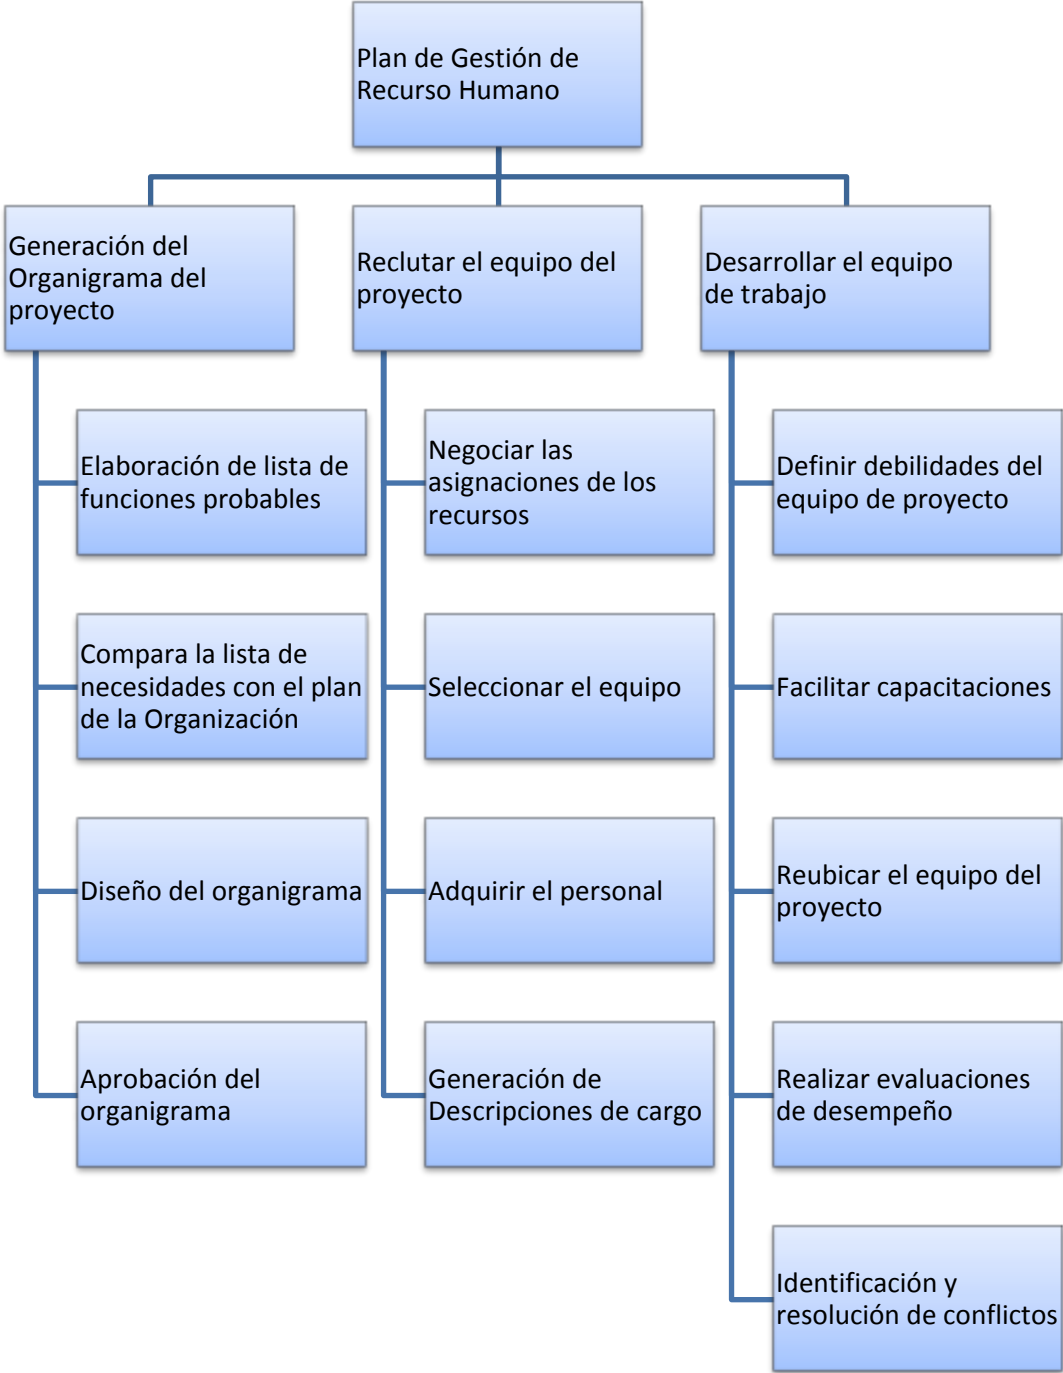 Plan de Gestión de
Recurso Humano
Generación del
Organigrama del
proyecto
Elaboración de lista de
funciones probables
Compara la lista de
necesidades con el plan
de la Organización
Diseño del organigrama
Aprobación del
organigrama
Reclutar el equipo del
proyecto
Negociar las
asignaciones de los
recursos
Seleccionar el equipo
Adquirir el personal
Generación de
Descripciones de cargo
Desarrollar el equipo
de trabajo
Definir debilidades del
equipo de proyecto
Facilitar capacitaciones
Reubicar el equipo del
proyecto
Realizar evaluaciones
de desempeño
Identificación y
resolución de conflictos